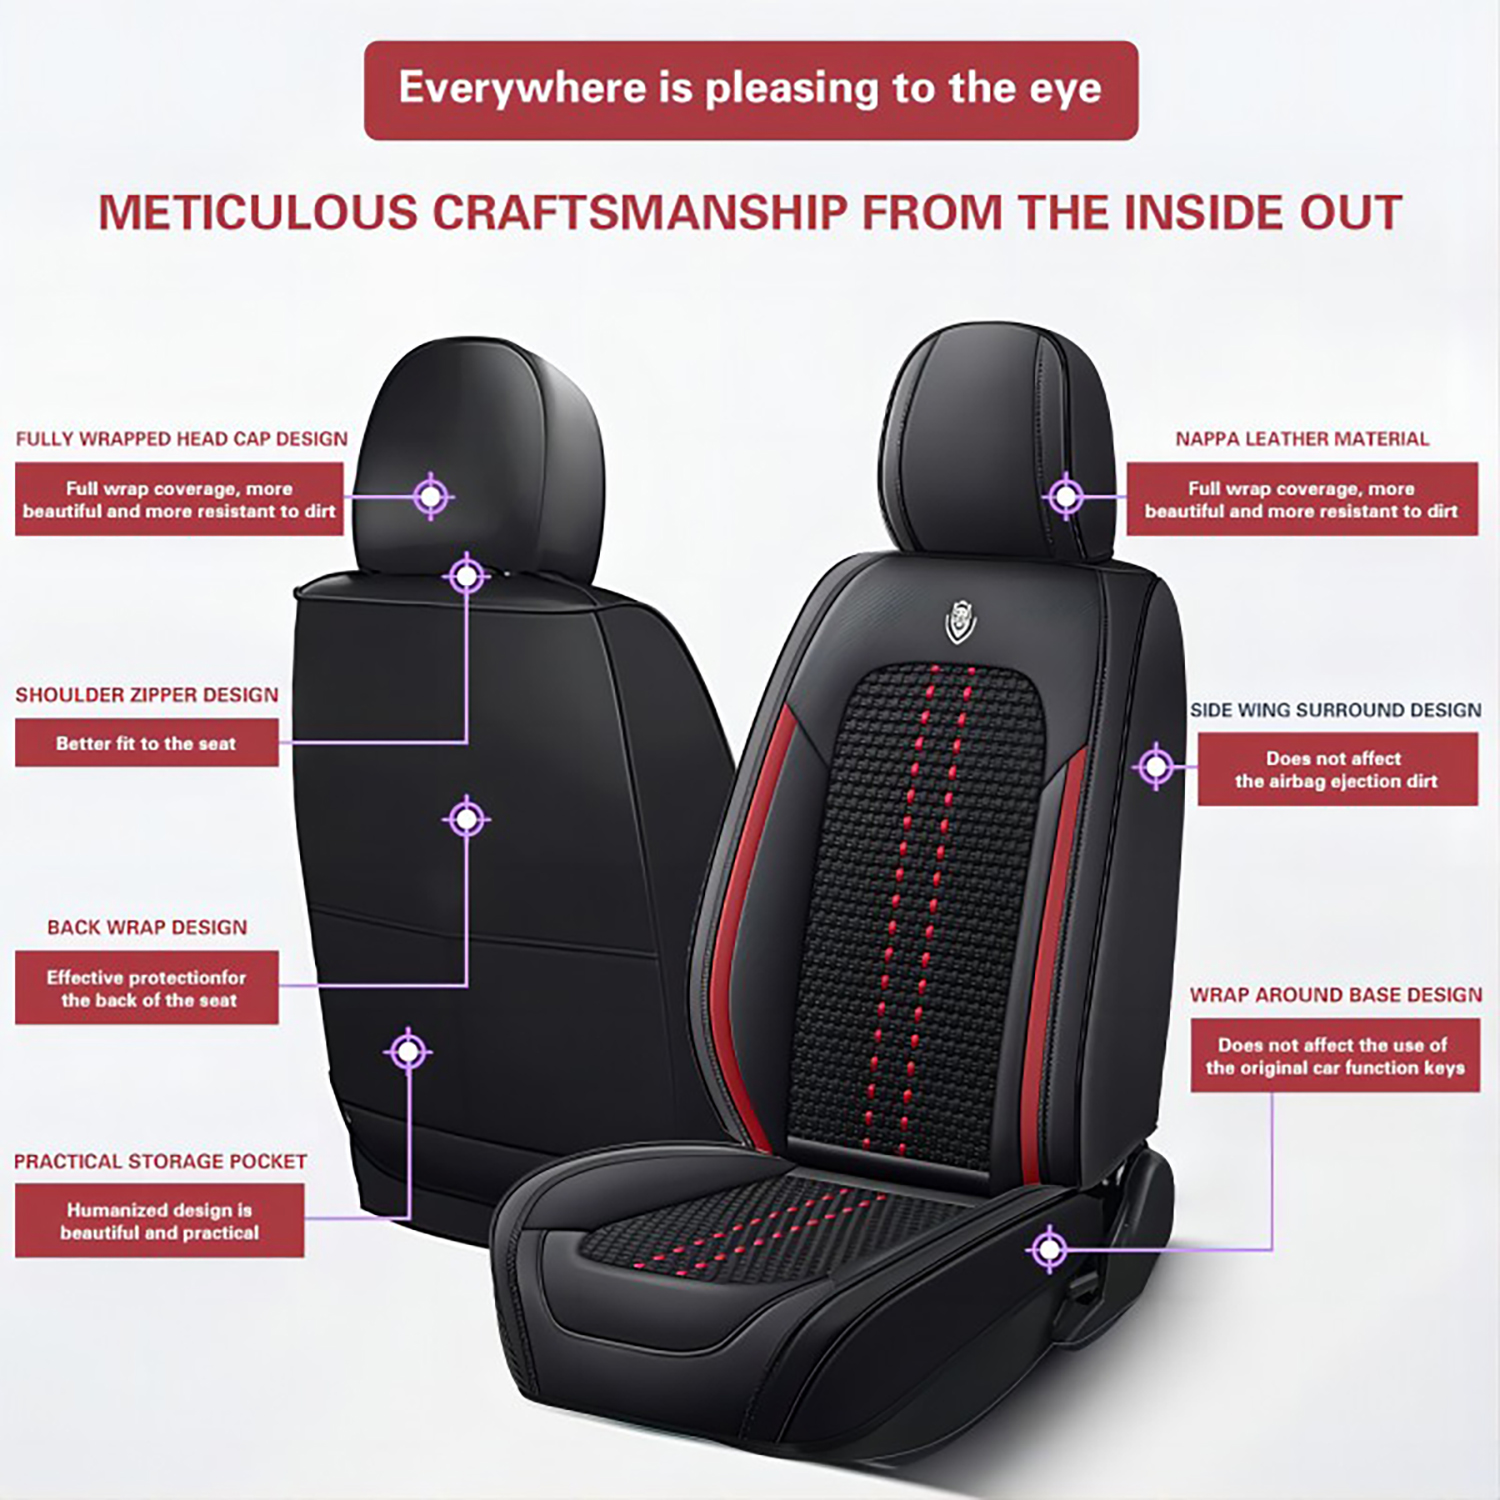 Everywhere is pleasing to the eye
METICULOUS CRAFTSMANSHIP FROM THE INSIDE OUT
FULLY WRAPPED HEAD CAP DESIGN
Full wrap coverage, more
beautiful and more resistant to dirt
SHOULDER ZIPPER DESIGN
Better fit to the seat
BACK WRAP DESIGN
Effective protectionfor
the back of the seat
PRACTICAL STORAGE POCKET
Humanized design is
beautiful and practical
NAPPA LEATHER MATERIAL
Full wrap coverage, more
beautiful and more resistant to dirt
SIDE WING SURROUND DESIGN
Does not affect
the airbag ejection dirt
WRAP AROUND BASE DESIGN
Does not affect the use of
the original car function keys